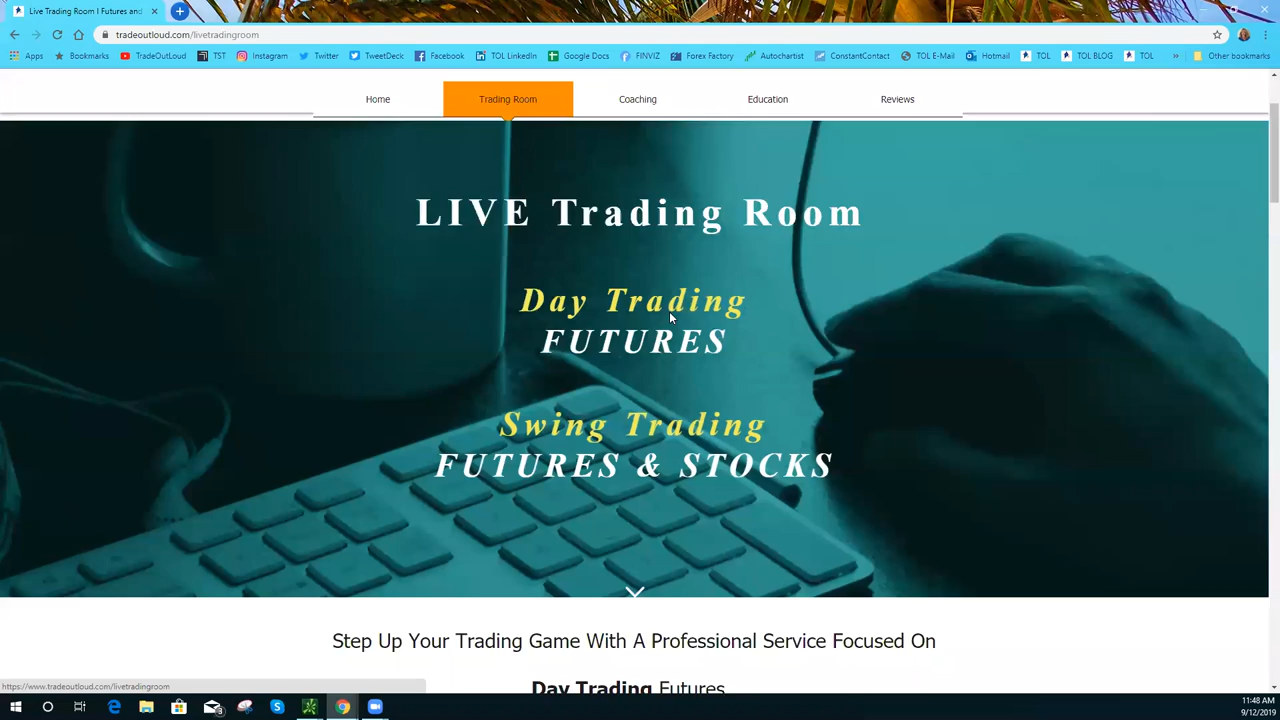 Live Trading Room I Futures and
tradeoutloud.com/livetradingroom
Apps Bookmarks TradeOutLoud TST Instagram Twitter TweetDeck Facebook TOL LinkedIn Google Docs FINVIZ Forex Factory Autochartist ConstantContact TOL E-Mail Hotmail TOL TOL BLOG TOL » Other bookmarks
Home Trading Room Coaching Education Reviews
LIVE Trading Room
Day Trading
FUTURES
Swing Trading
FUTURES & STOCKS
Step Up Your Trading Game With A Professional Service Focused On
Day Trading Futures
https://www.tradeoutloud.com/livetradingroom
3
11:48 AM
9/12/2019